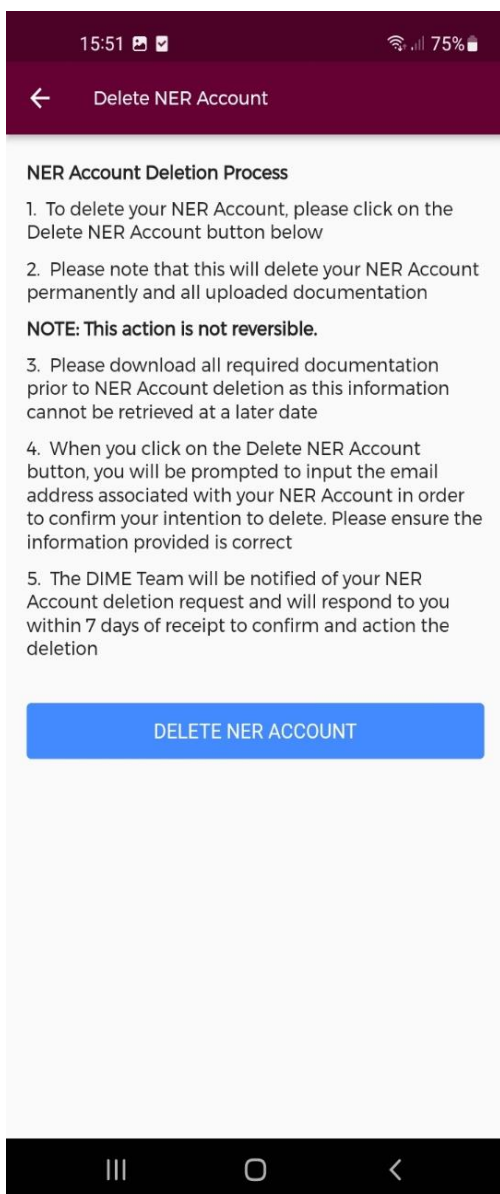 15:51 75%
Delete NER Account
NER Account Deletion Process
1. To delete your NER Account, please click on the
Delete NER Account button below
2. Please note that this will delete your NER Account
permanently and all uploaded documentation
NOTE: This action is not reversible.
3. Please download all required documentation
prior to NER Account deletion as this information
cannot be retrieved at a later date
4. When you click on the Delete NER Account
button, you will be prompted to input the email
address associated with your NER Account in order
to confirm your intention to delete. Please ensure the
information provided is correct
5. The DIME Team will be notified of your NER
Account deletion request and will respond to you
within 7 days of receipt to confirm and action the
deletion
DELETE NER ACCOUNT